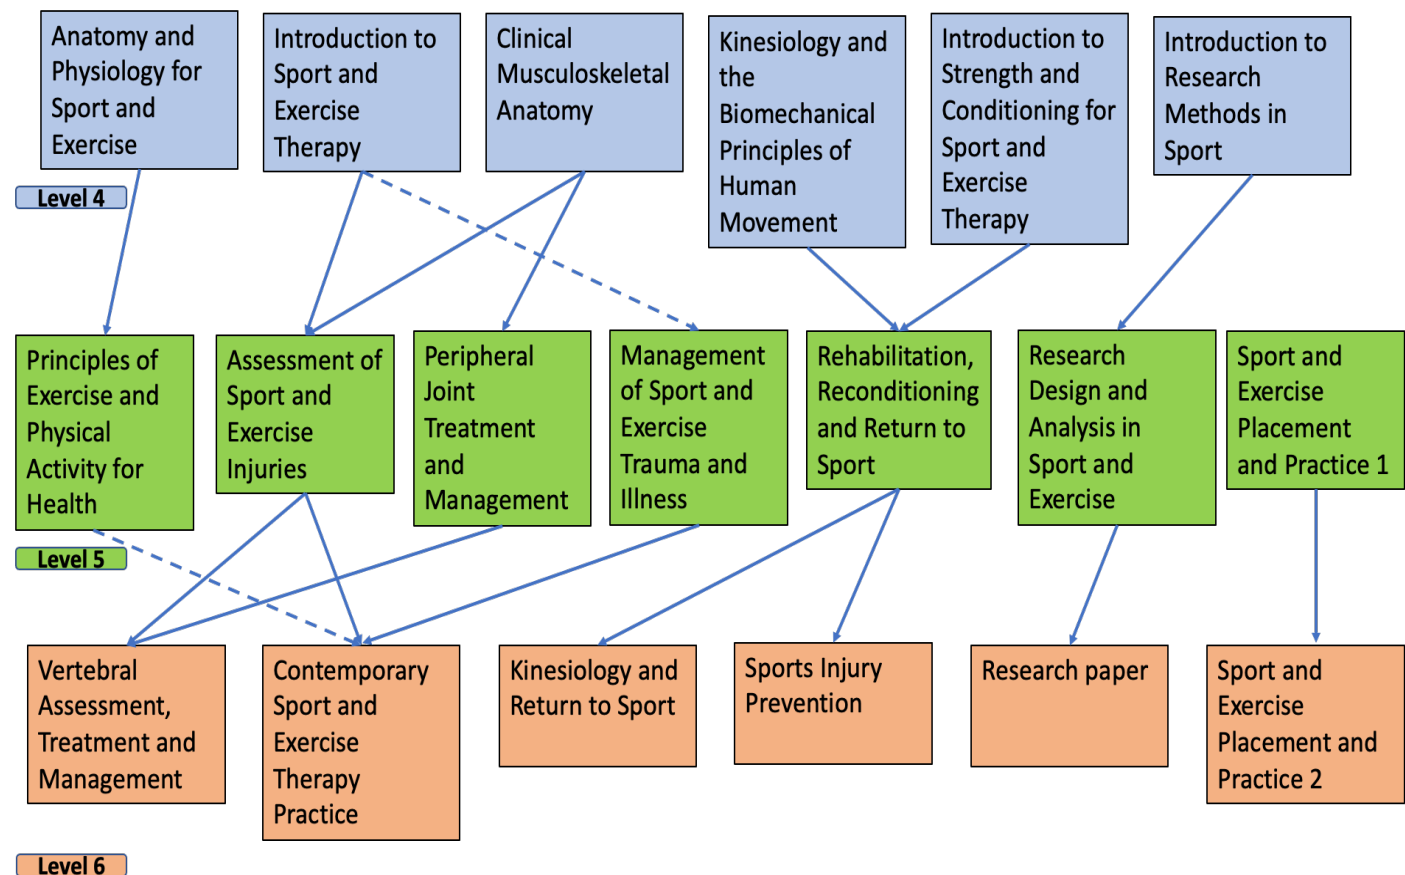 Anatomy and
Physiology for
Sport and
Exercise
Introduction to
Sport and
Exercise
Therapy
Clinical
Musculoskeletal
Anatomy
Kinesiology and
the
Biomechanical
Principles of
Human
Movement
Introduction to
Strength and
Conditioning for
Sport and
Exercise
Therapy
Introduction to
Research
Methods in
Sport
Level 4
Principles of
Exercise and
Physical
Activity for
Health
Assessment of
Sport and
Exercise
Injuries
Peripheral
Joint
Treatment
and
Management
Management
of Sport and
Exercise
Trauma and
Illness
Rehabilitation,
Reconditioning
and Return to
Sport
Research
Design and
Analysis in
Sport and
Exercise
Sport and
Exercise
Placement
and Practice 1
Level 5
Vertebral
Assessment,
Treatment and
Management
Contemporary
Sport and
Exercise
Therapy
Practice
Kinesiology and
Return to Sport
Sports Injury
Prevention
Research paper
Sport and
Exercise
Placement and
Practice 2
Level 6